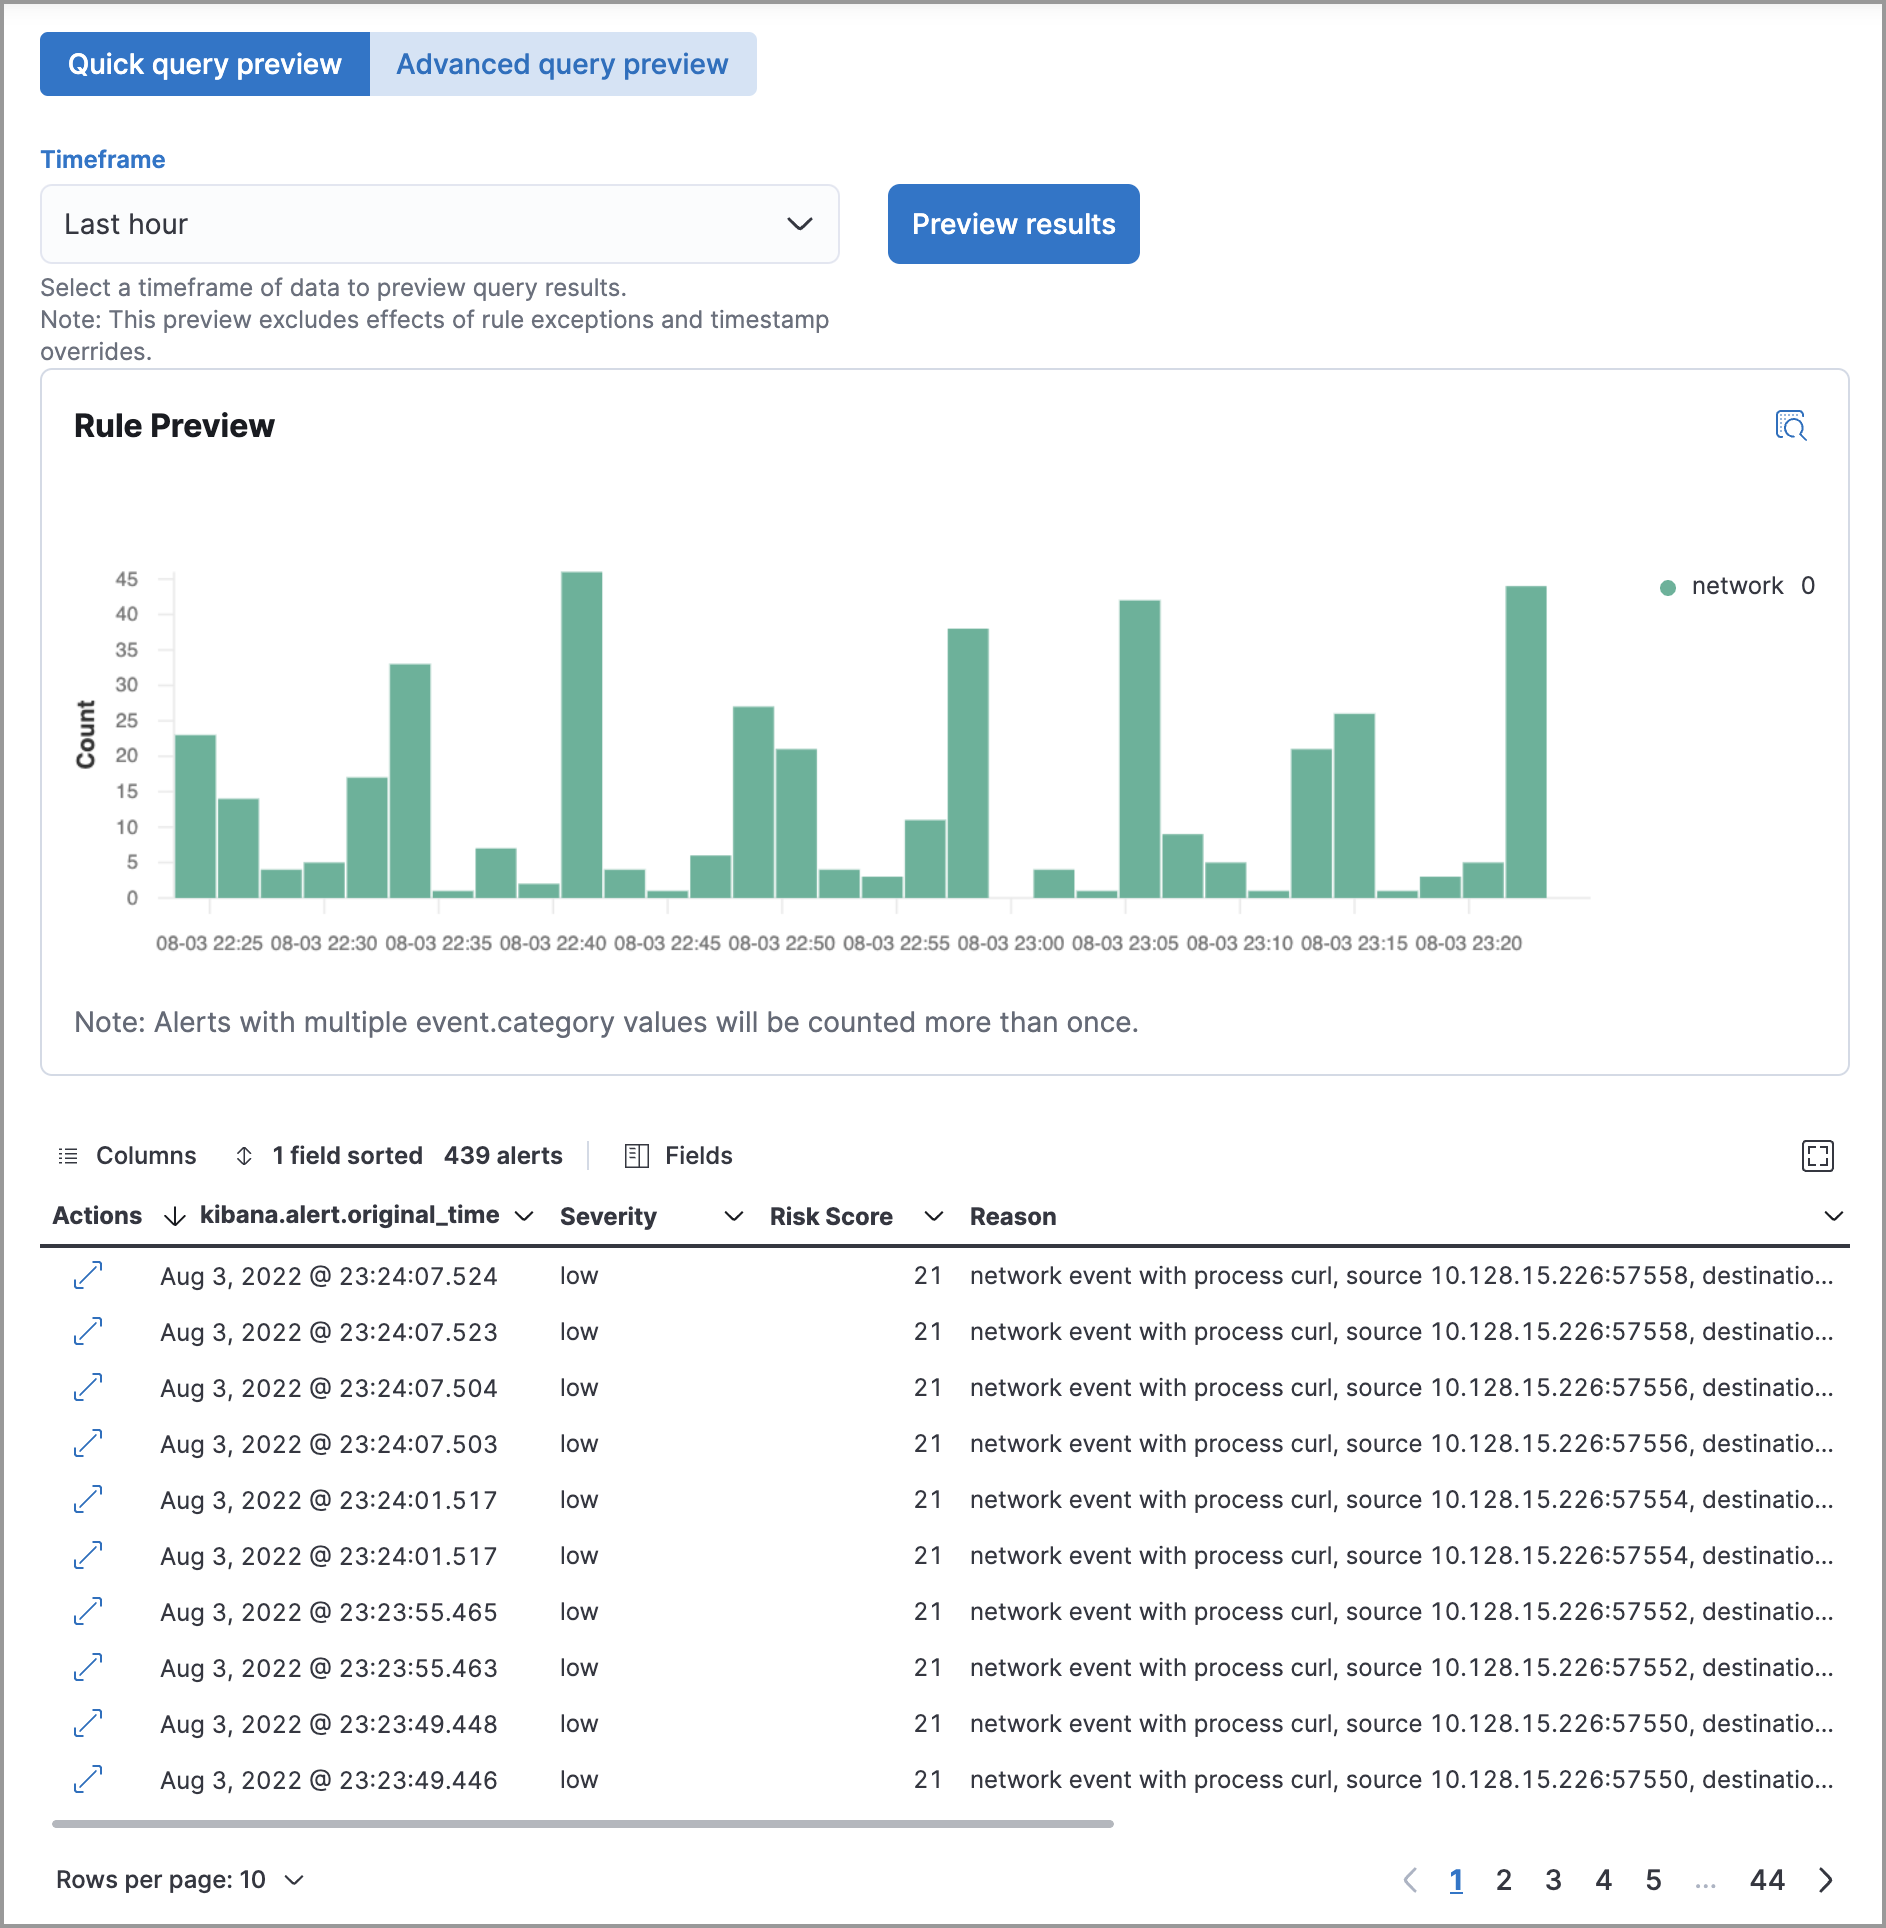 Quick query preview Advanced query preview
Timeframe
Last hour Preview results
Select a timeframe of data to preview query results.
Note: This preview excludes effects of rule exceptions and timestamp
overrides.
Rule Preview
network 0
Count
45
40
35
30
25
20
15
10
5
0
08-03 22:25 08-03 22:30 08-03 22:35 08-03 22:40 08-03 22:45 08-03 22:50 08-03 22:55 08-03 23:00 08-03 23:05 08-03 23:10 08-03 23:15 08-03 23:20
Note: Alerts with multiple event.category values will be counted more than once.
Columns 1 field sorted 439 alerts Fields
Actions kibana.alert.original_time Severity Risk Score Reason
Aug 3, 2022 @ 23:24:07.524 low 21 network event with process curl, source 10.128.15.226:57558, destinatio...
Aug 3, 2022 @ 23:24:07.523 low 21 network event with process curl, source 10.128.15.226:57558, destinatio...
Aug 3, 2022 @ 23:24:07.504 low 21 network event with process curl, source 10.128.15.226:57556, destinatio...
Aug 3, 2022 @ 23:24:07.503 low 21 network event with process curl, source 10.128.15.226:57556, destinatio...
Aug 3, 2022 @ 23:24:01.517 low 21 network event with process curl, source 10.128.15.226:57554, destinatio...
Aug 3, 2022 @ 23:24:01.517 low 21 network event with process curl, source 10.128.15.226:57554, destinatio...
Aug 3, 2022 @ 23:23:55.465 low 21 network event with process curl, source 10.128.15.226:57552, destinatio...
Aug 3, 2022 @ 23:23:55.463 low 21 network event with process curl, source 10.128.15.226:57552, destinatio...
Aug 3, 2022 @ 23:23:49.448 low 21 network event with process curl, source 10.128.15.226:57550, destinatio...
Aug 3, 2022 @ 23:23:49.446 low 21 network event with process curl, source 10.128.15.226:57550, destinatio...
Rows per page: 10 1 2 3 4 5 ... 44